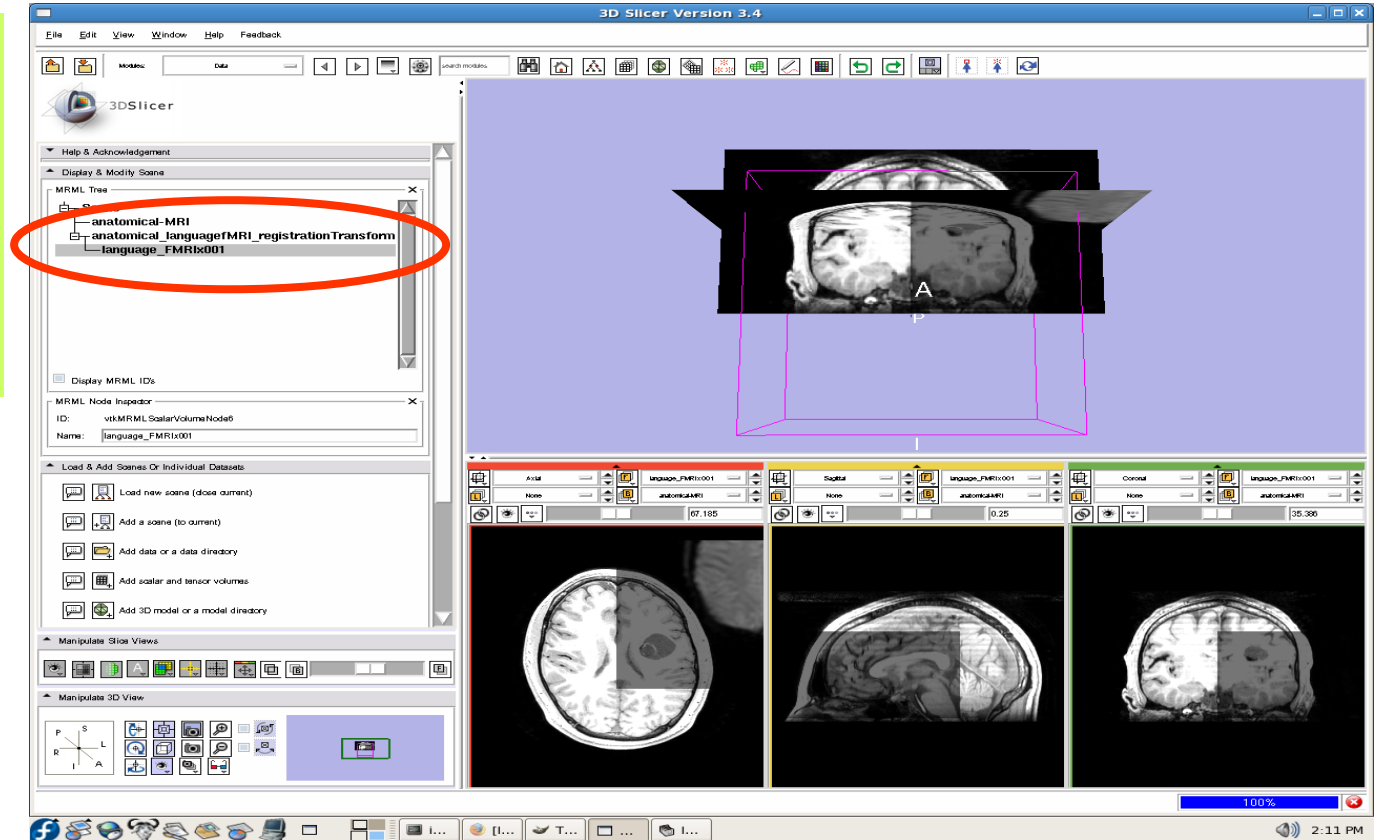 3D Slicer Version 3.4
File Edit View Window Help Feedback
Modules: Data search modules
3DSlicer
Help & Acknowledgement
Display & Modify Scene
MRML Tree
anatomical-MRI
anatomical_languagefMRI_registrationTransform
language_FMRIx001
Display MRML ID's
MRML Node Inspector
ID: vtkMRMLScalarVolumeNode6
Name: language_FMRIx001
Load & Add Scenes Or Individual Datasets
Load new scene (close current)
Add a scene (to current)
Add data or a data directory
Add scalar and tensor volumes
Add 3D model or a model directory
Manipulate Slice Views
Manipulate 3D View
P S
R L
I A
A
P
I
Axial language_FMRIx001 Sagittal language_FMRIx001 Coronal language_FMRIx001
None anatomical-MRI None anatomical-MRI None anatomical-MRI
67.185 0.25 35.386
100%
i... [I... T... ... I... 2:11 PM